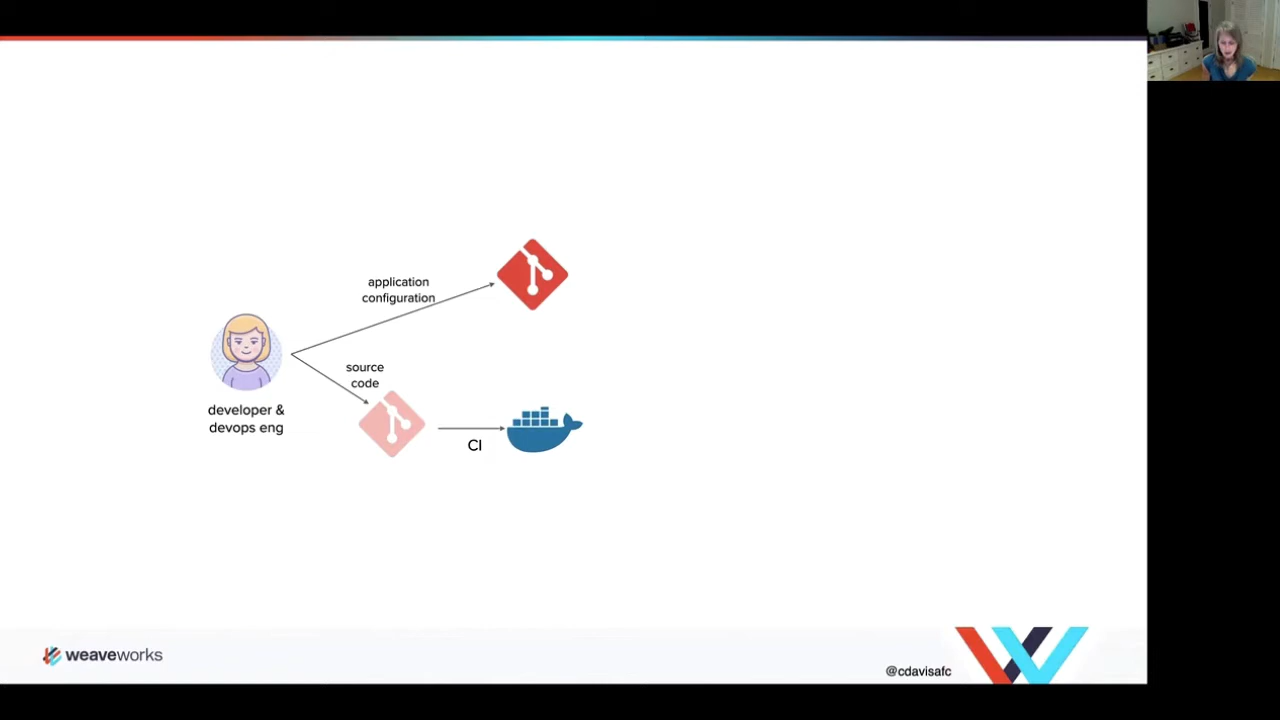 application
configuration
source
code
developer &
devops eng
CI
weaveworks
@cdavisafc